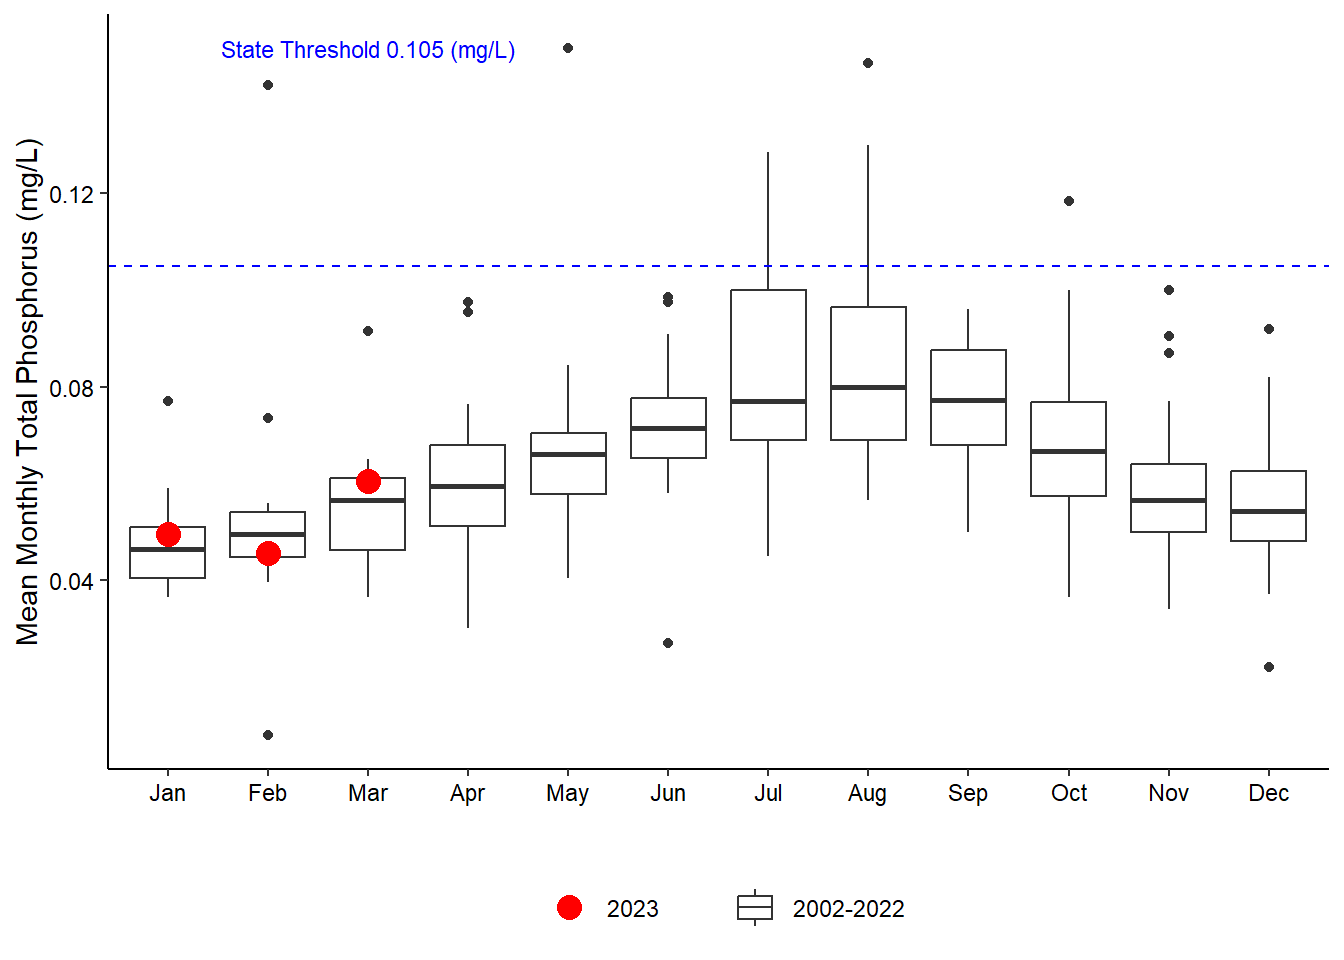 State Threshold 0.105 (mg/L)
Mean Monthly Total Phosphorus (mg/L)
0.12
0.08
0.04
Jan Feb Mar Apr May Jun Jul Aug Sep Oct Nov Dec
2023 2002-2022